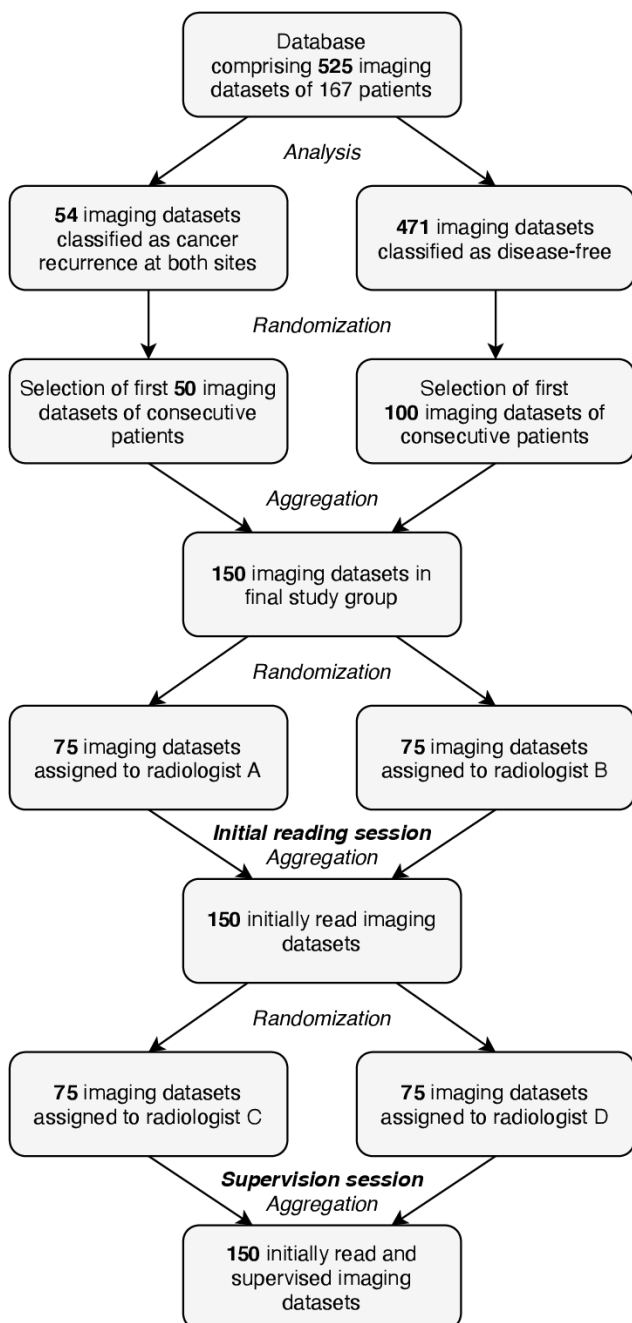 Database
comprising 525 imaging
datasets of 167 patients
Analysis
54 imaging datasets
classified as cancer
recurrence at both sites
471 imaging datasets
classified as disease-free
Randomization
Selection of first 50 imaging
datasets of consecutive
patients
Selection of first
100 imaging datasets of
consecutive patients
Aggregation
150 imaging datasets in
final study group
Randomization
75 imaging datasets
assigned to radiologist A
75 imaging datasets
assigned to radiologist B
Initial reading session
Aggregation
150 initially read imaging
datasets
Randomization
75 imaging datasets
assigned to radiologist C
75 imaging datasets
assigned to radiologist D
Supervision session
Aggregation
150 initially read and
supervised imaging
datasets